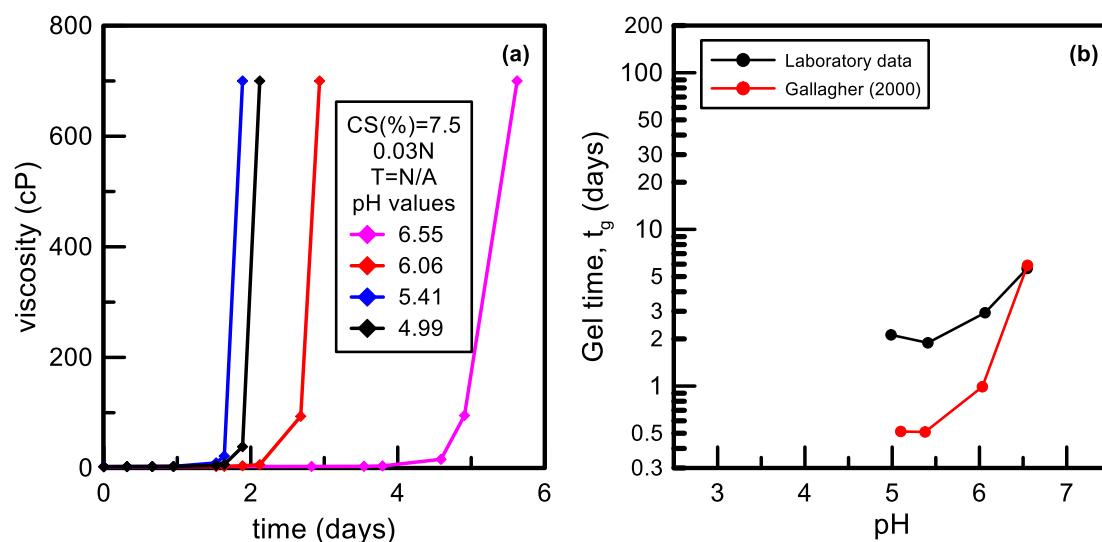 800
600
400
200
0
viscosity (cP)
(a)
CS(%)=7.5
0.03N
T=N/A
pH values
6.55
6.06
5.41
4.99
0
2
4
6
time (days)
200
100
50
30
20
10
5
3
2
1
0.5
0.3
Gel time, tg (days)
Laboratory data
Gallagher (2000)
(b)
3
4
5
6
7
pH